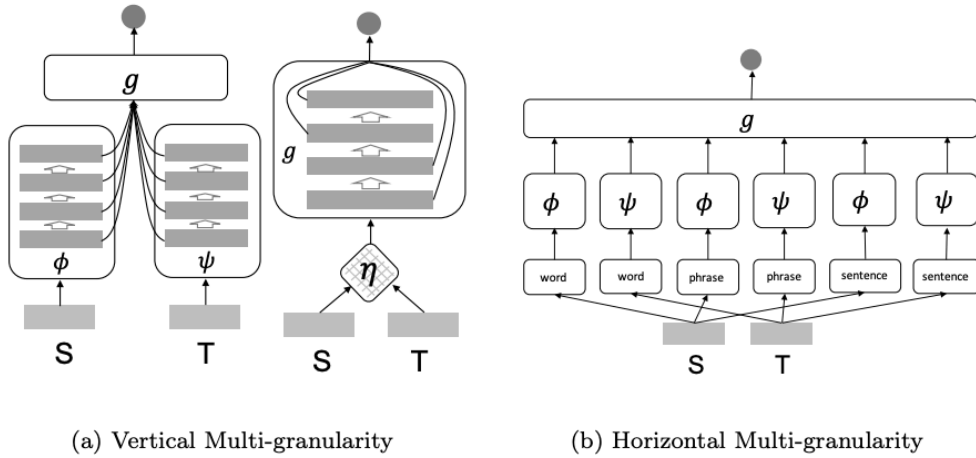 g
ϕ
ψ
S
T
g
η
S
T
(a) Vertical Multi-granularity
g
ϕ ψ ϕ ψ ϕ ψ
word word phrase phrase sentence sentence
S T
(b) Horizontal Multi-granularity